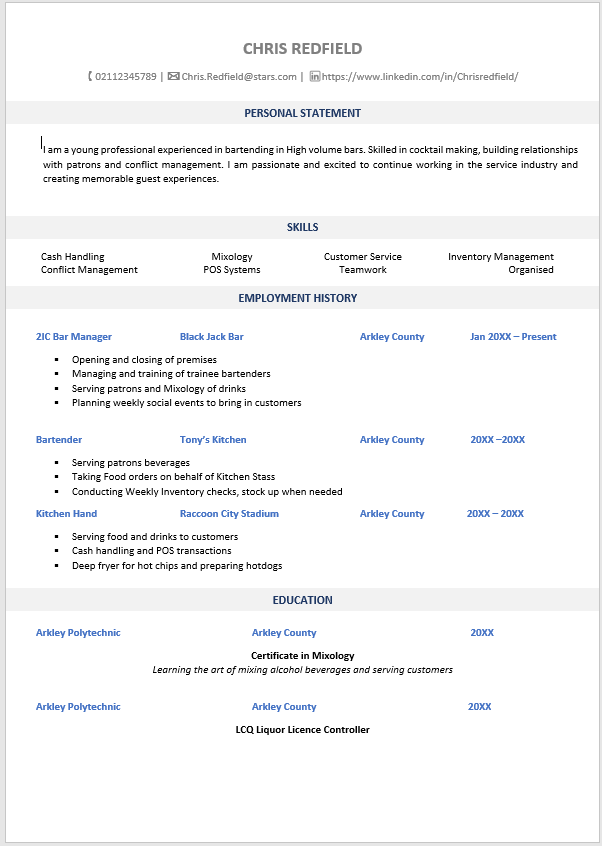 CHRIS REDFIELD
02112345789 | Chris.Redfield@stars.com | https://www.linkedin.com/in/Chrisredfield/
PERSONAL STATEMENT
I am a young professional experienced in bartending in High volume bars. Skilled in cocktail making, building relationships
with patrons and conflict management. I am passionate and excited to continue working in the service industry and
creating memorable guest experiences.
SKILLS
Cash Handling Mixology Customer Service Inventory Management
Conflict Management POS Systems Teamwork Organised
EMPLOYMENT HISTORY
2IC Bar Manager Black Jack Bar Arkley County Jan 20XX – Present
▪ Opening and closing of premises
▪ Managing and training of trainee bartenders
▪ Serving patrons and Mixology of drinks
▪ Planning weekly social events to bring in customers
Bartender Tony’s Kitchen Arkley County 20XX –20XX
▪ Serving patrons beverages
▪ Taking Food orders on behalf of Kitchen Stass
▪ Conducting Weekly Inventory checks, stock up when needed
Kitchen Hand Raccoon City Stadium Arkley County 20XX – 20XX
▪ Serving food and drinks to customers
▪ Cash handling and POS transactions
▪ Deep fryer for hot chips and preparing hotdogs
EDUCATION
Arkley Polytechnic Arkley County 20XX
Certificate in Mixology
Learning the art of mixing alcohol beverages and serving customers
Arkley Polytechnic Arkley County 20XX
LCQ Liquor Licence Controller